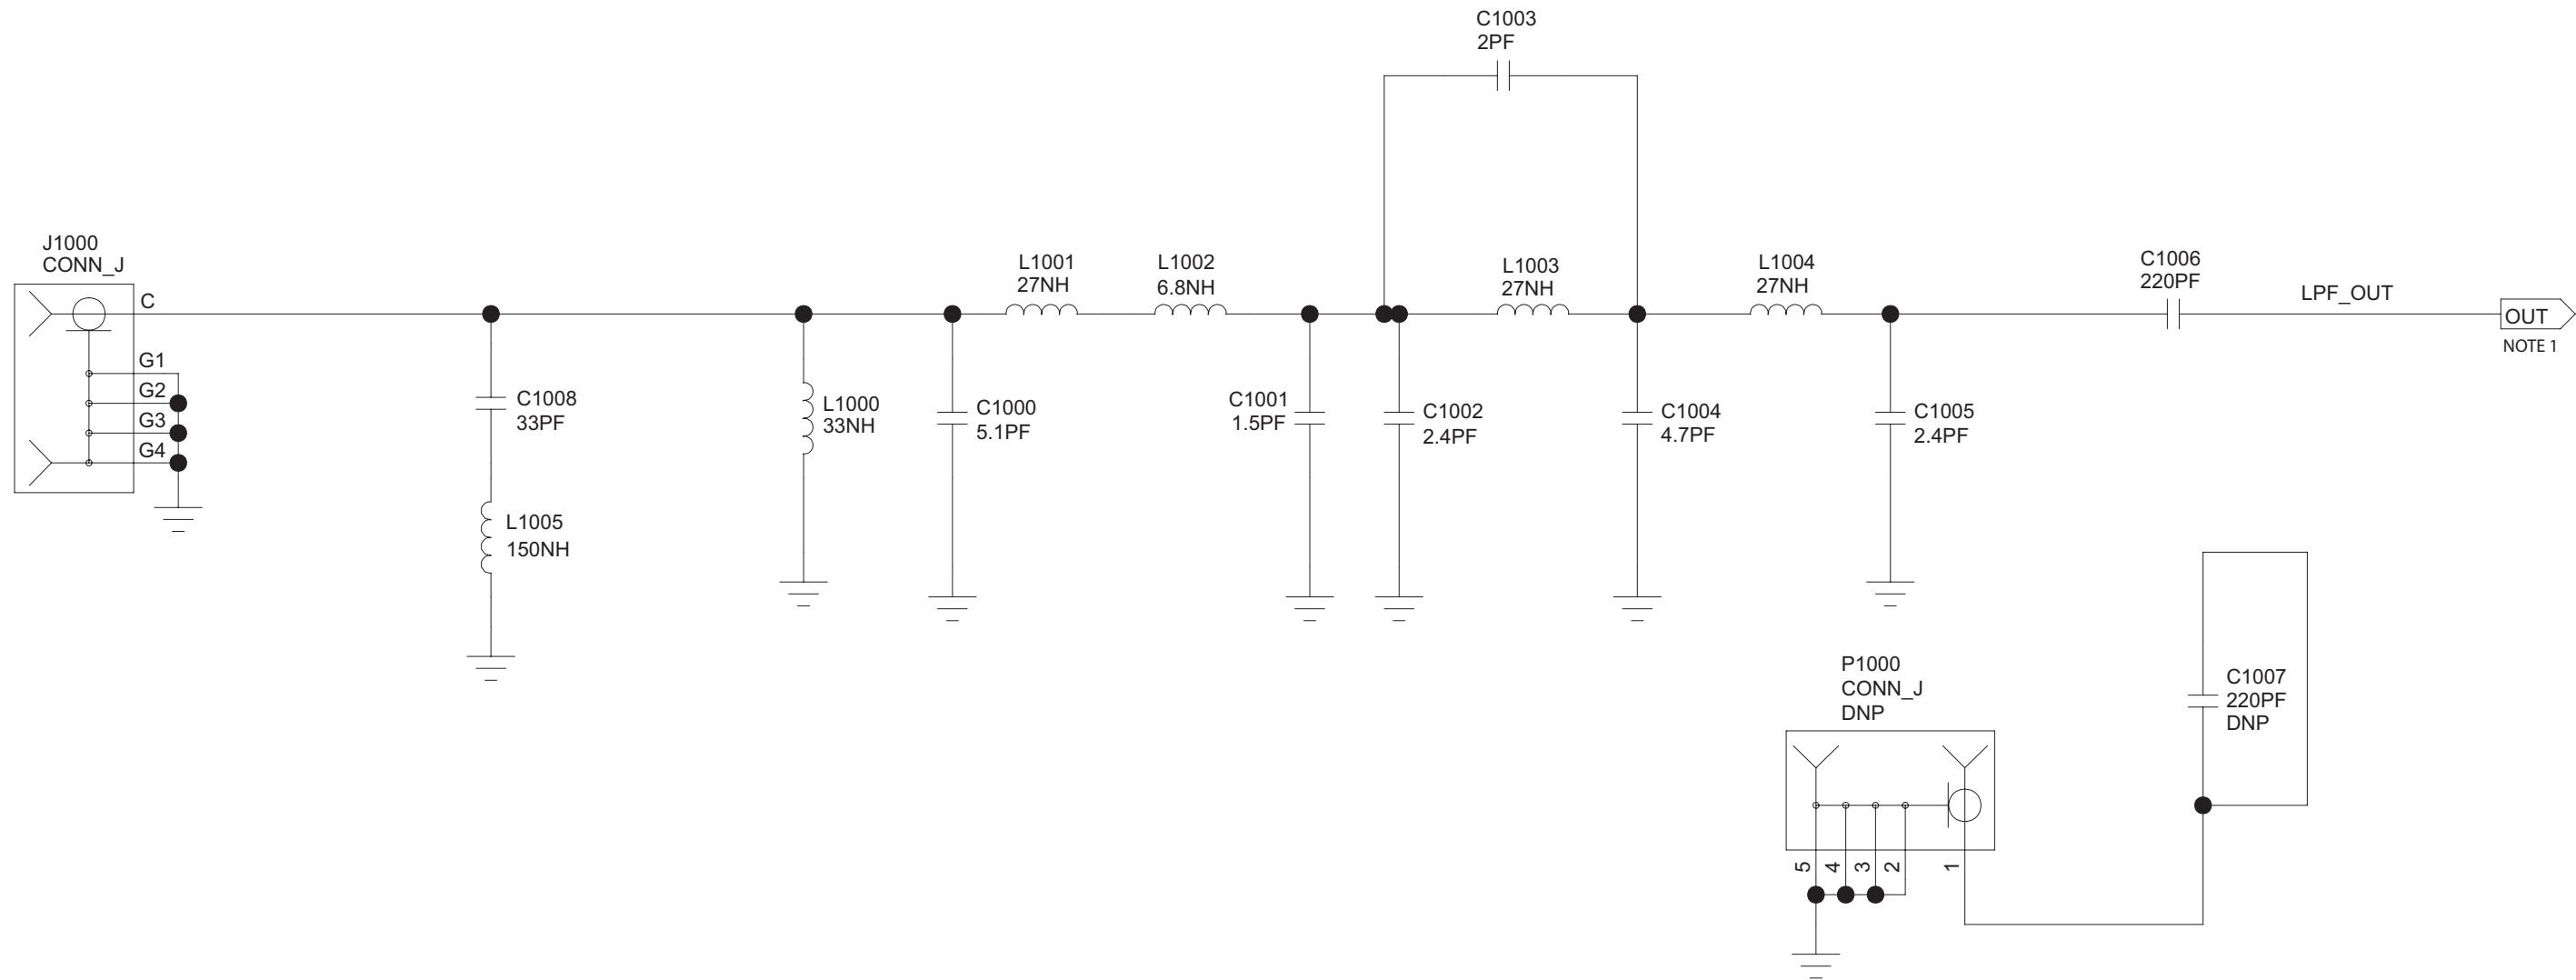 C1003
2PF
J1000
CONN_J
C
G1
G2
G3
G4
C1008
33PF
L1005
150NH
L1000
33NH
C1000
5.1PF
L1001
27NH
L1002
6.8NH
C1001
1.5PF
C1002
2.4PF
L1003
27NH
C1004
4.7PF
L1004
27NH
C1005
2.4PF
C1006
220PF
LPF_OUT
OUT
NOTE 1
P1000
CONN_J
DNP
5
4
3
2
1
C1007
220PF
DNP